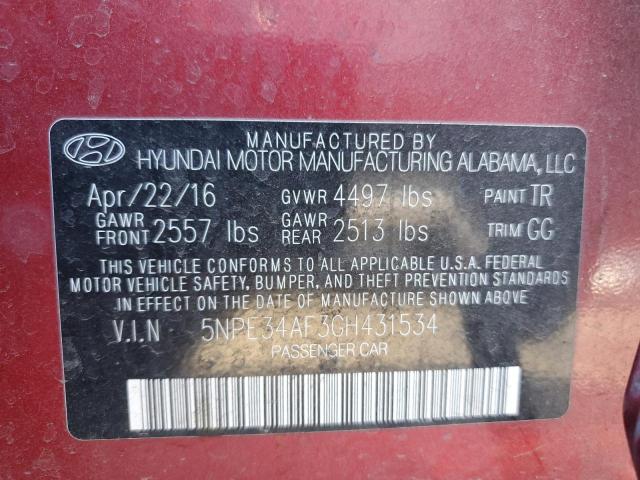 MANUFACTURED BY
HYUNDAI MOTOR MANUFACTURING ALABAMA, LLC
Apr/22/16 GVWR 4497 lbs PAINT TR
GAWR FRONT 2557 lbs GAWR REAR 2513 lbs TRIM GG
THIS VEHICLE CONFORMS TO ALL APPLICABLE U.S.A. FEDERAL
MOTOR VEHICLE SAFETY, BUMPER, AND THEFT PREVENTION STANDARDS
IN EFFECT ON THE DATE OF MANUFACTURE SHOWN ABOVE
V.I.N 5NPE34AF3GH431534
PASSENGER CAR